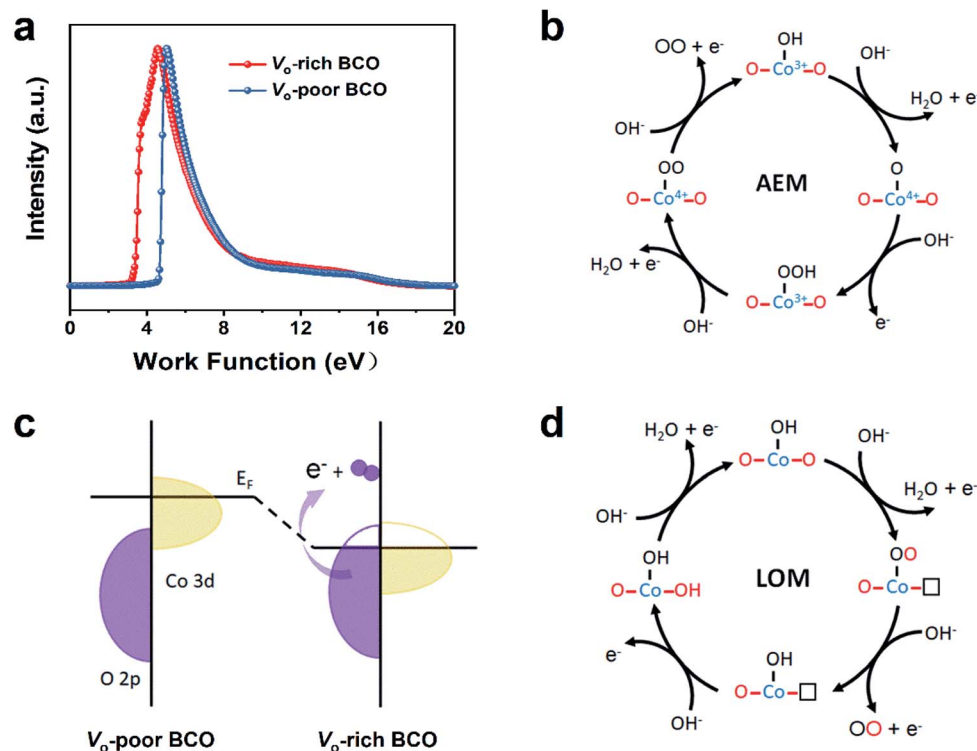 a
Intensity (a.u.)
Vo-rich BCO
Vo-poor BCO
0 4 8 12 16 20
Work Function (eV）
b
OH
O-Co3+-O
OH-
H2O + e-
O
O-Co4+-O
OH-
e-
OOH
O-Co3+-O
OH-
H2O + e-
OO
O-Co4+-O
OH-
OO + e-
AEM
c
EF
e- +
Co 3d
O 2p
Vo-poor BCO
Vo-rich BCO
d
OH
O-Co-O
OH-
H2O + e-
OO
O-Co-□
OH-
OO + e-
OH
O-Co-□
OH-
e-
OH
O-Co-OH
OH-
H2O + e-
LOM